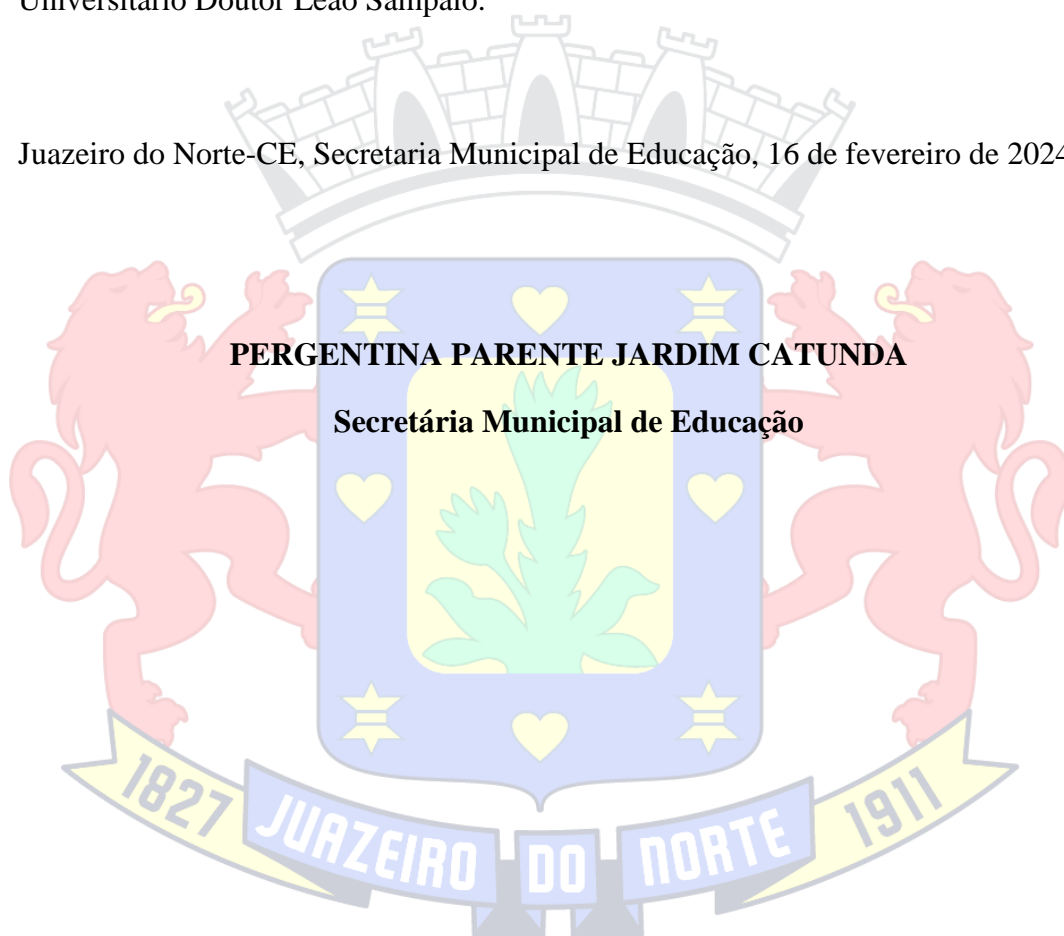 Universitário Doutor Leão Sampaio.
Juazeiro do Norte-CE, Secretaria Municipal de Educação, 16 de fevereiro de 2024
PERGENTINA PARENTE JARDIM CATUNDA
Secretária Municipal de Educação
1827 JUAZEIRO DO NORTE 1911